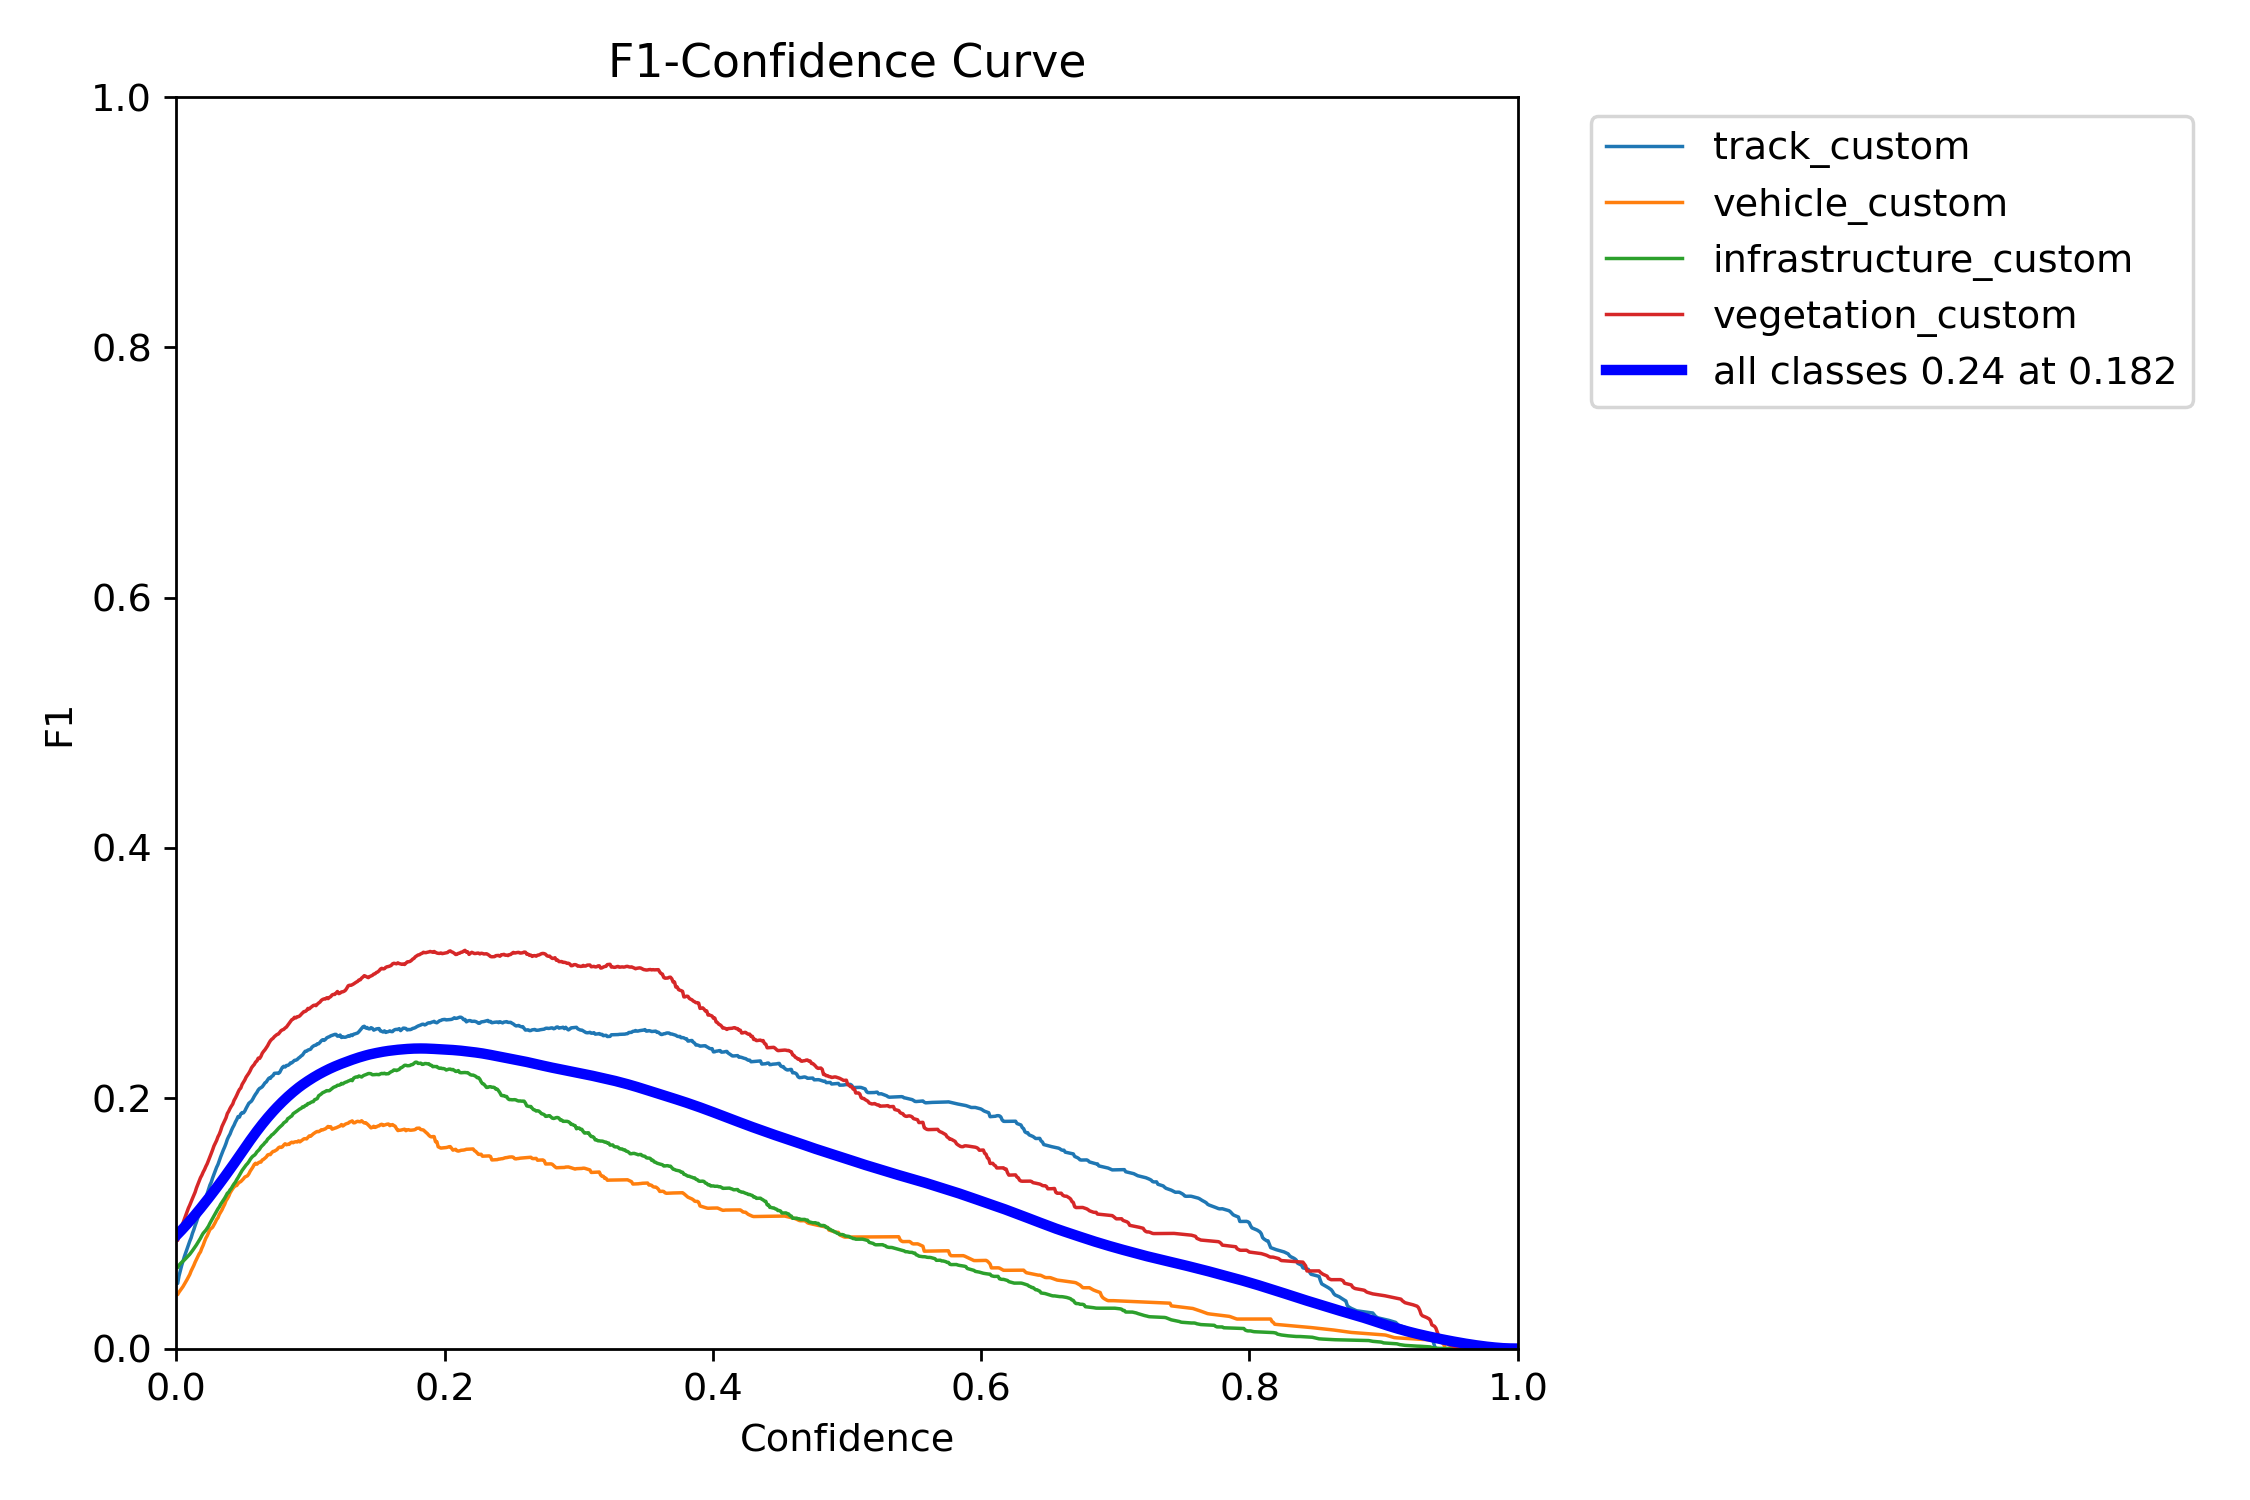 F1-Confidence Curve
1.0
0.8
0.6
0.4
0.2
0.0
F1
0.0 0.2 0.4 0.6 0.8 1.0
Confidence
track_custom
vehicle_custom
infrastructure_custom
vegetation_custom
all classes 0.24 at 0.182